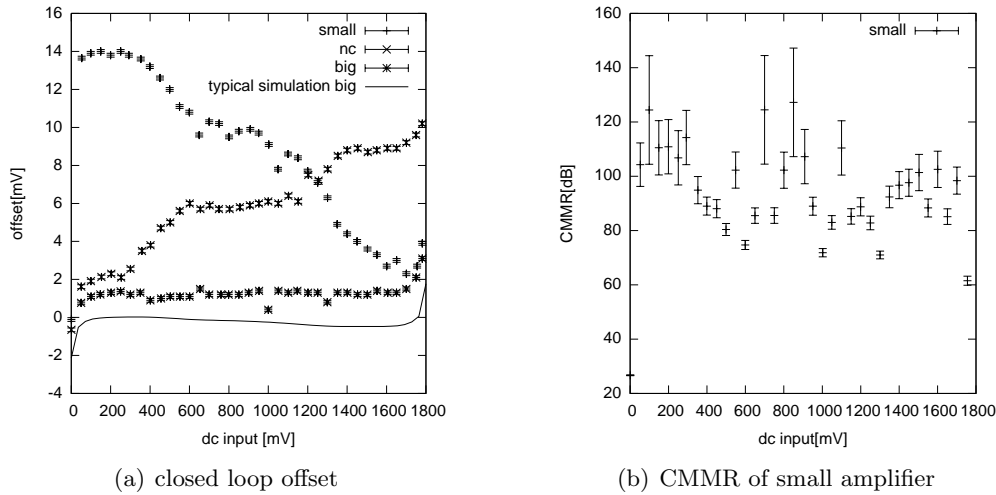 16
14
12
10
8
6
4
2
0
-2
-4
offset[mV]
small
nc
big
typical simulation big
0 200 400 600 800 1000 1200 1400 1600 1800
dc input [mV]
(a) closed loop offset
160
140
120
100
80
60
40
20
CMMR[dB]
small
0 200 400 600 800 1000 1200 1400 1600 1800
dc input[mV]
(b) CMMR of small amplifier